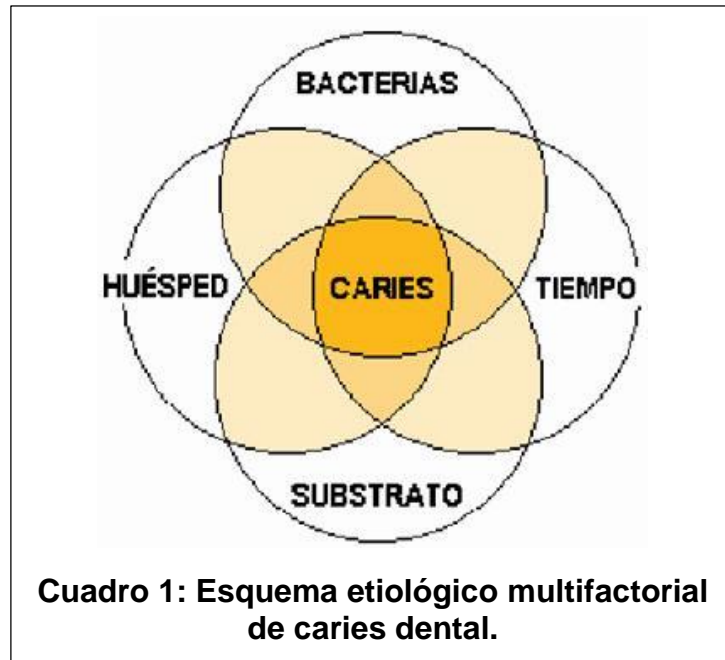 BACTERIAS
HUÉSPED
CARIES
TIEMPO
SUBSTRATO
Cuadro 1: Esquema etiológico multifactorial
de caries dental.